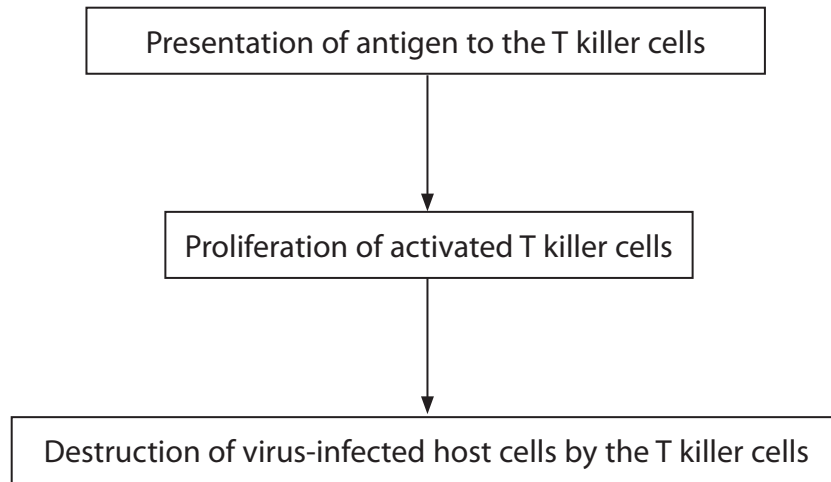 Presentation of antigen to the T killer cells
Proliferation of activated T killer cells
Destruction of virus-infected host cells by the T killer cells